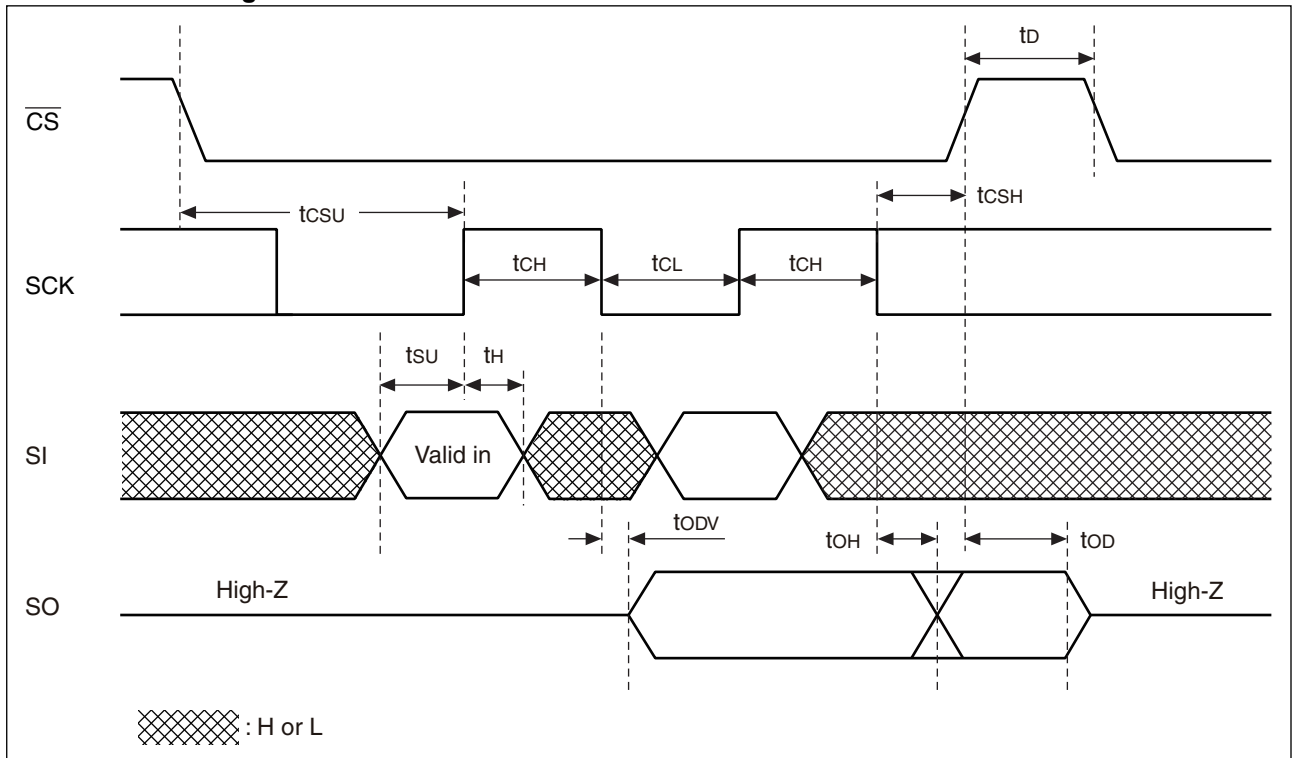 tD
CS
tCSH
tCSU
tCH
tCL
tCH
SCK
tSU
tH
SI
Valid in
tODV
tOH
tOD
High-Z
High-Z
SO
: H or L